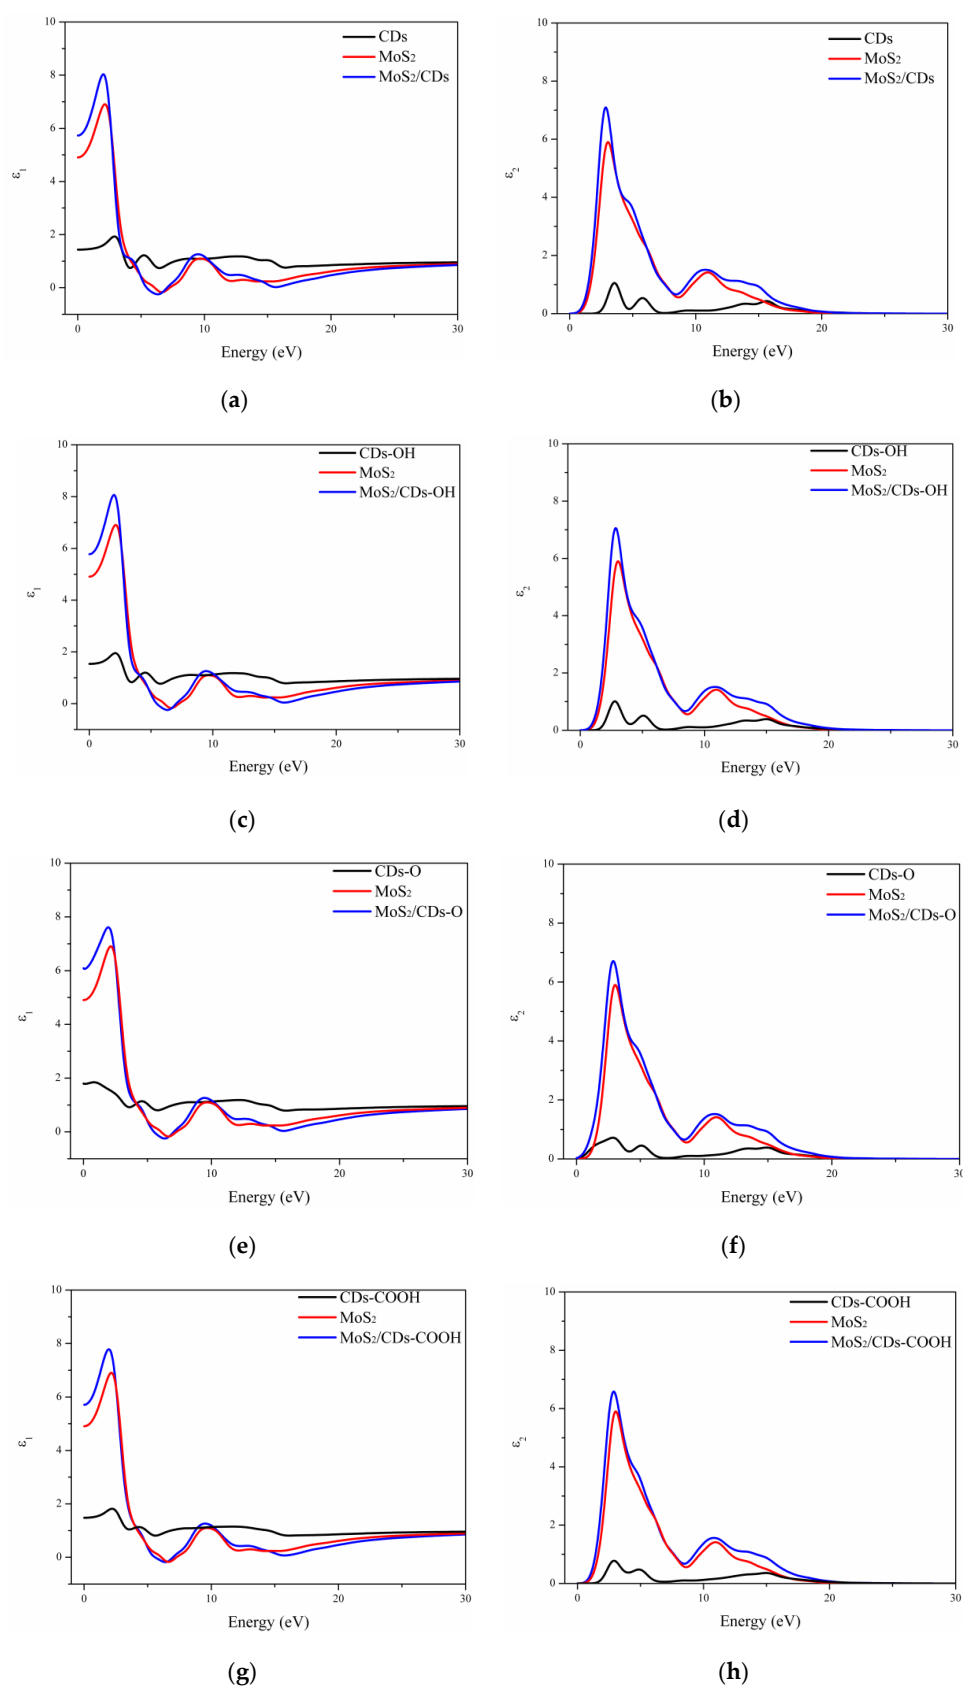 10
8
6
4
2
0
ε1
CDs
MoS2
MoS2/CDs
0 10 20 30
Energy (eV)
(a)
10
8
6
4
2
0
ε2
CDs
MoS2
MoS2/CDs
0 10 20 30
Energy (eV)
(b)
10
8
6
4
2
0
ε1
CDs-OH
MoS2
MoS2/CDs-OH
0 10 20 30
Energy (eV)
(c)
10
8
6
4
2
0
ε2
CDs-OH
MoS2
MoS2/CDs-OH
0 10 20 30
Energy (eV)
(d)
10
8
6
4
2
0
ε1
CDs-O
MoS2
MoS2/CDs-O
0 10 20 30
Energy (eV)
(e)
10
8
6
4
2
0
ε2
CDs-O
MoS2
MoS2/CDs-O
0 10 20 30
Energy (eV)
(f)
10
8
6
4
2
0
ε1
CDs-COOH
MoS2
MoS2/CDs-COOH
0 10 20 30
Energy (eV)
(g)
10
8
6
4
2
0
ε2
CDs-COOH
MoS2
MoS2/CDs-COOH
0 10 20 30
Energy (eV)
(h)